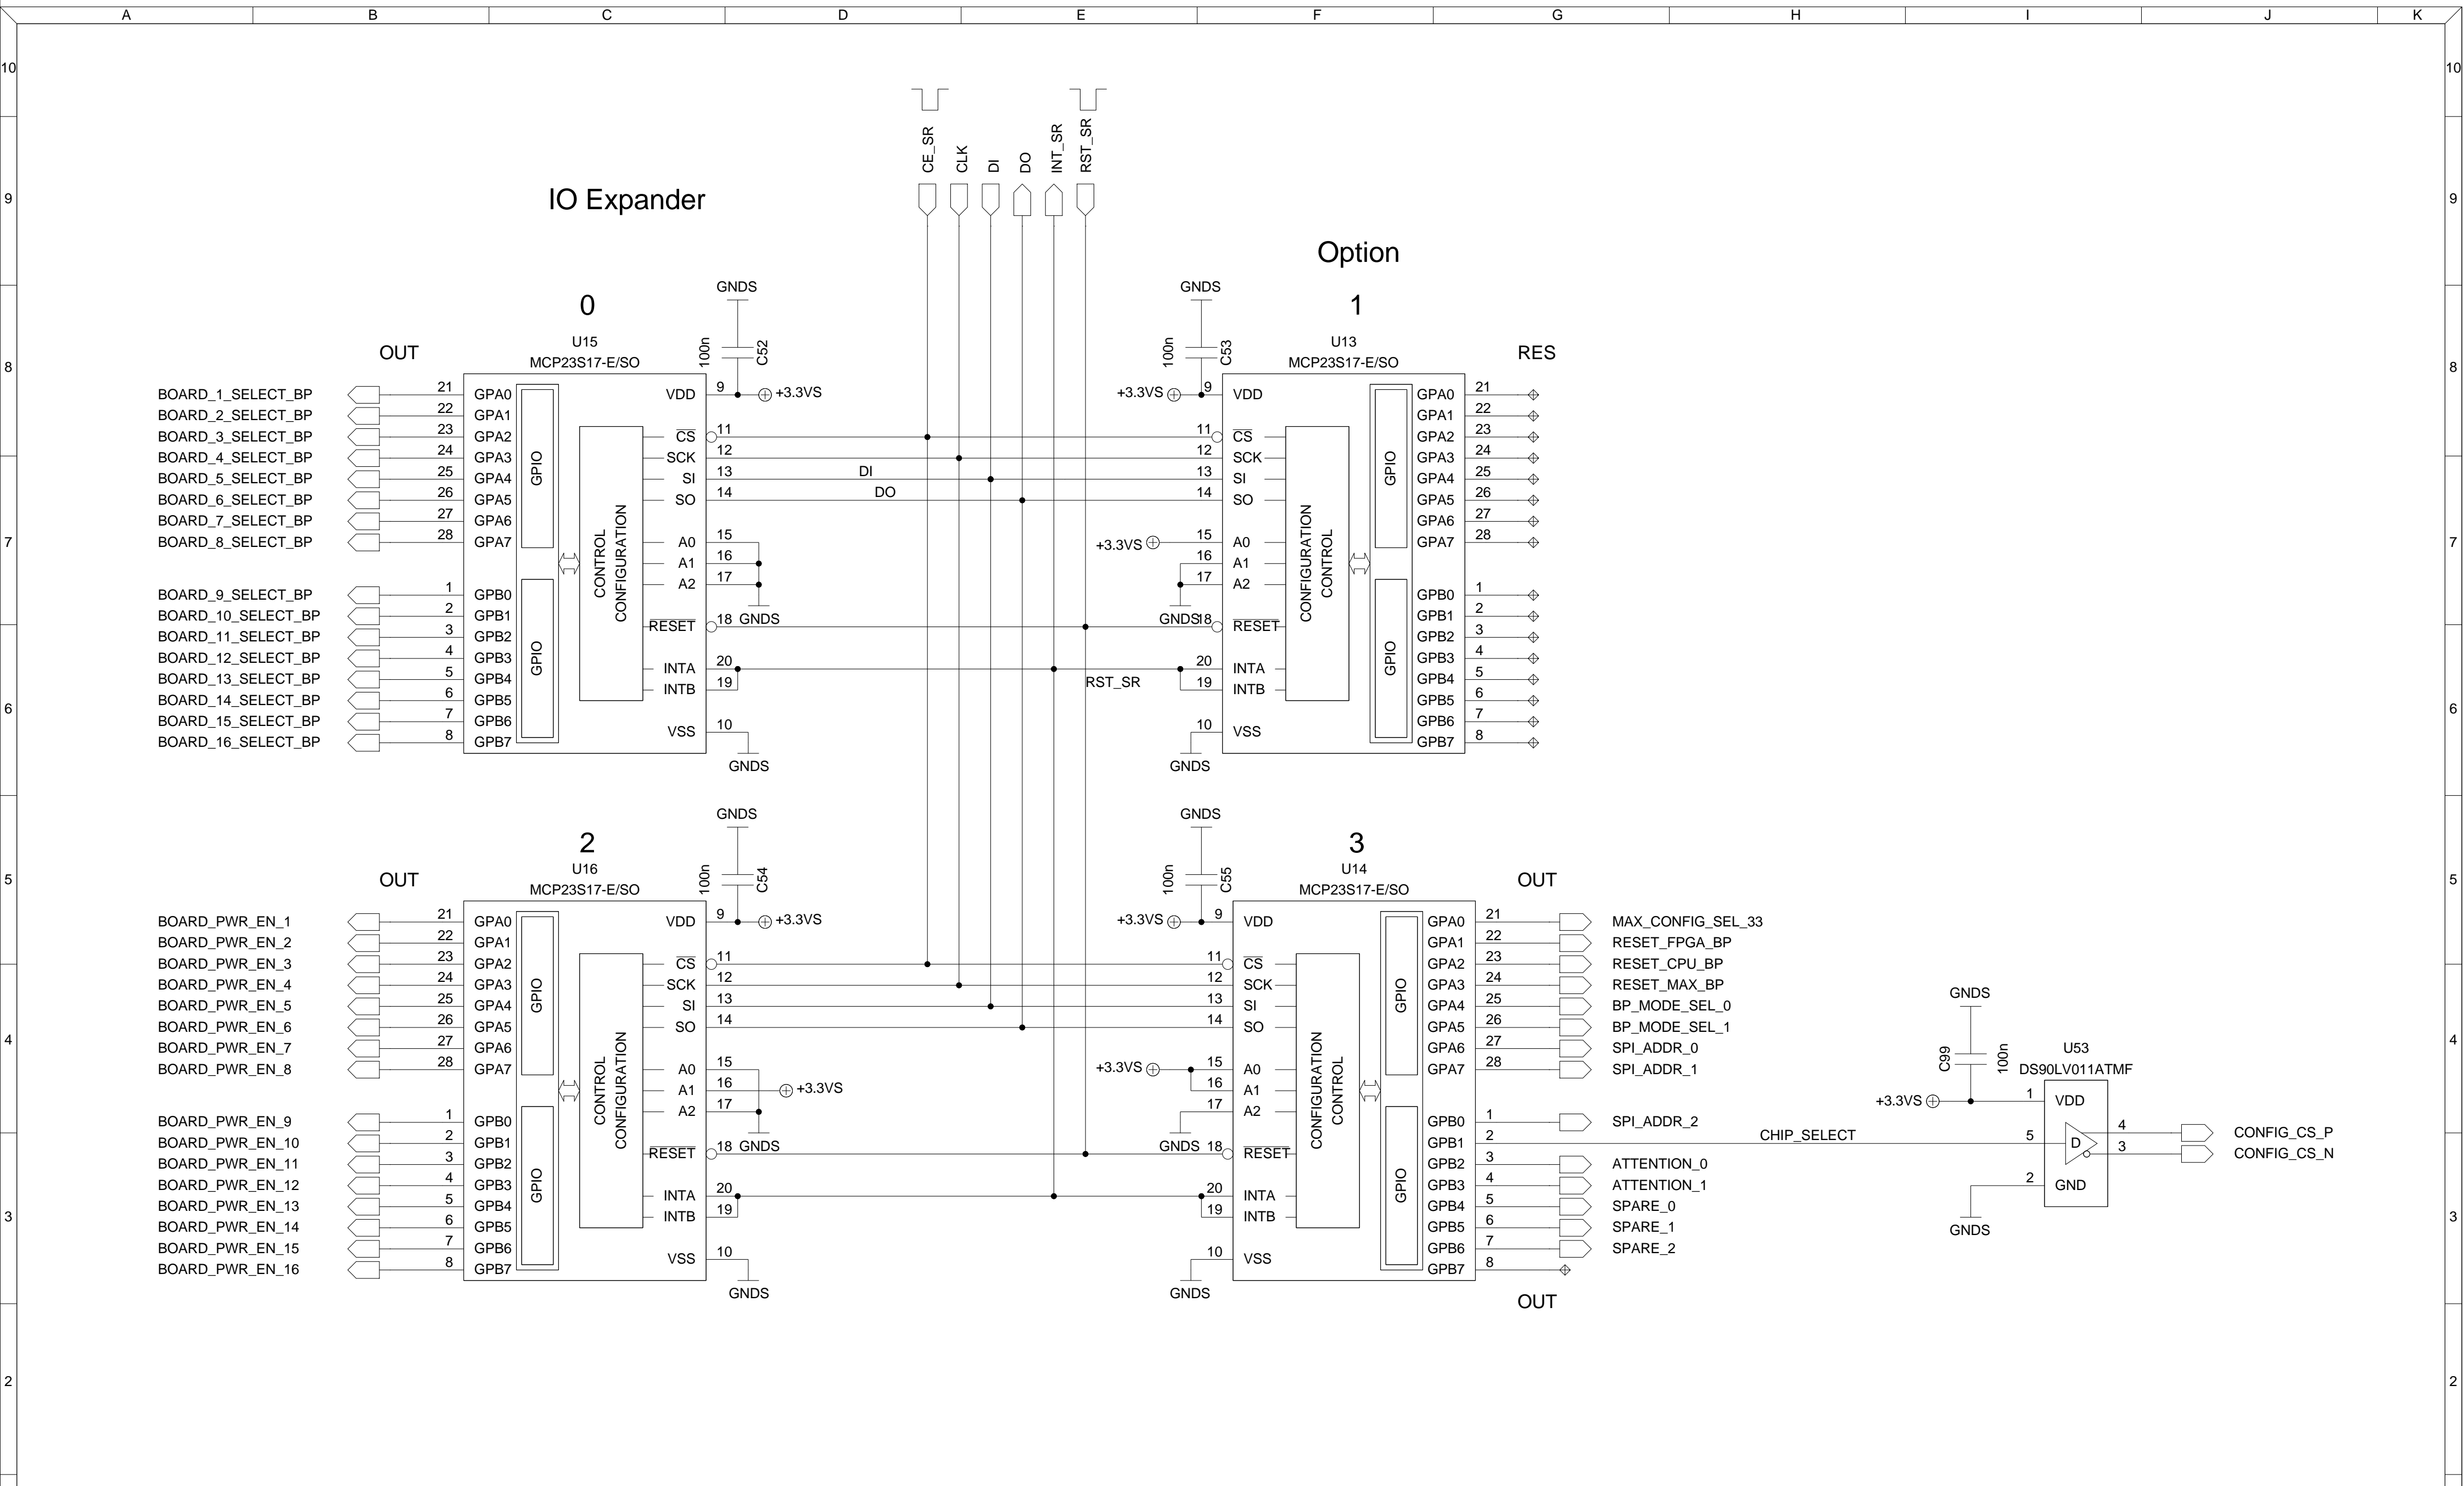 A B C D E F G H I J K
10 10
CE_SR
CLK
DI
DO
INT_SR
RST_SR
9 9
IO Expander
Option
GNDS GNDS
0 1
U15
MCP23S17-E/SO
OUT
100n
C52
8 8
BOARD_1_SELECT_BP 21 GPA0 VDD 9 +3.3VS
BOARD_2_SELECT_BP 22 GPA1
BOARD_3_SELECT_BP 23 GPA2 CS 11
BOARD_4_SELECT_BP 24 GPA3 SCK 12
BOARD_5_SELECT_BP 25 GPA4 SI 13 DI
BOARD_6_SELECT_BP 26 GPA5 SO 14 DO
BOARD_7_SELECT_BP 27 GPA6
BOARD_8_SELECT_BP 28 GPA7 A0 15
A1 16
A2 17
BOARD_9_SELECT_BP 1 GPB0
BOARD_10_SELECT_BP 2 GPB1
BOARD_11_SELECT_BP 3 GPB2 RESET 18 GNDS
BOARD_12_SELECT_BP 4 GPB3
BOARD_13_SELECT_BP 5 GPB4 INTA 20
BOARD_14_SELECT_BP 6 GPB5 INTB 19
BOARD_15_SELECT_BP 7 GPB6
BOARD_16_SELECT_BP 8 GPB7 VSS 10
GNDS
GPIO
GPIO
CONTROL
CONFIGURATION
7 7
U13
MCP23S17-E/SO
RES
100n
C53
+3.3VS 9 VDD GPA0 21
GPA1 22
11 CS GPA2 23
12 SCK GPA3 24
13 SI GPA4 25
14 SO GPA5 26
GPA6 27
+3.3VS 15 A0 GPA7 28
16 A1
17 A2
GPB0 1
GPB1 2
GNDS 18 RESET GPB2 3
GPB3 4
20 INTA GPB4 5
RST_SR 19 INTB GPB5 6
GPB6 7
10 VSS GPB7 8
GNDS
CONFIGURATION
CONTROL
GPIO
GPIO
6 6
GNDS GNDS
2 3
U16
MCP23S17-E/SO
OUT
100n
C54
5 5
BOARD_PWR_EN_1 21 GPA0 VDD 9 +3.3VS
BOARD_PWR_EN_2 22 GPA1
BOARD_PWR_EN_3 23 GPA2 CS 11
BOARD_PWR_EN_4 24 GPA3 SCK 12
BOARD_PWR_EN_5 25 GPA4 SI 13
BOARD_PWR_EN_6 26 GPA5 SO 14
BOARD_PWR_EN_7 27 GPA6
BOARD_PWR_EN_8 28 GPA7 A0 15
A1 16 +3.3VS
A2 17
BOARD_PWR_EN_9 1 GPB0
BOARD_PWR_EN_10 2 GPB1
BOARD_PWR_EN_11 3 GPB2 RESET 18 GNDS
BOARD_PWR_EN_12 4 GPB3
BOARD_PWR_EN_13 5 GPB4 INTA 20
BOARD_PWR_EN_14 6 GPB5 INTB 19
BOARD_PWR_EN_15 7 GPB6
BOARD_PWR_EN_16 8 GPB7 VSS 10
GNDS
GPIO
GPIO
CONTROL
CONFIGURATION
4 4
U14
MCP23S17-E/SO
OUT
100n
C55
+3.3VS 9 VDD GPA0 21 MAX_CONFIG_SEL_33
GPA1 22 RESET_FPGA_BP
11 CS GPA2 23 RESET_CPU_BP
12 SCK GPA3 24 RESET_MAX_BP
13 SI GPA4 25 BP_MODE_SEL_0
14 SO GPA5 26 BP_MODE_SEL_1
GPA6 27 SPI_ADDR_0
+3.3VS 15 A0 GPA7 28 SPI_ADDR_1
16 A1
17 A2
GPB0 1 SPI_ADDR_2
GPB1 2 CHIP_SELECT
GNDS 18 RESET GPB2 3 ATTENTION_0
GPB3 4 ATTENTION_1
20 INTA GPB4 5 SPARE_0
19 INTB GPB5 6 SPARE_1
GPB6 7 SPARE_2
10 VSS GPB7 8
GNDS
OUT
CONFIGURATION
CONTROL
GPIO
GPIO
GNDS
C99
100n
U53
DS90LV011ATMF
+3.3VS 1 VDD
5 D 4 CONFIG_CS_P
3 CONFIG_CS_N
2 GND
GNDS
3 3
2 2